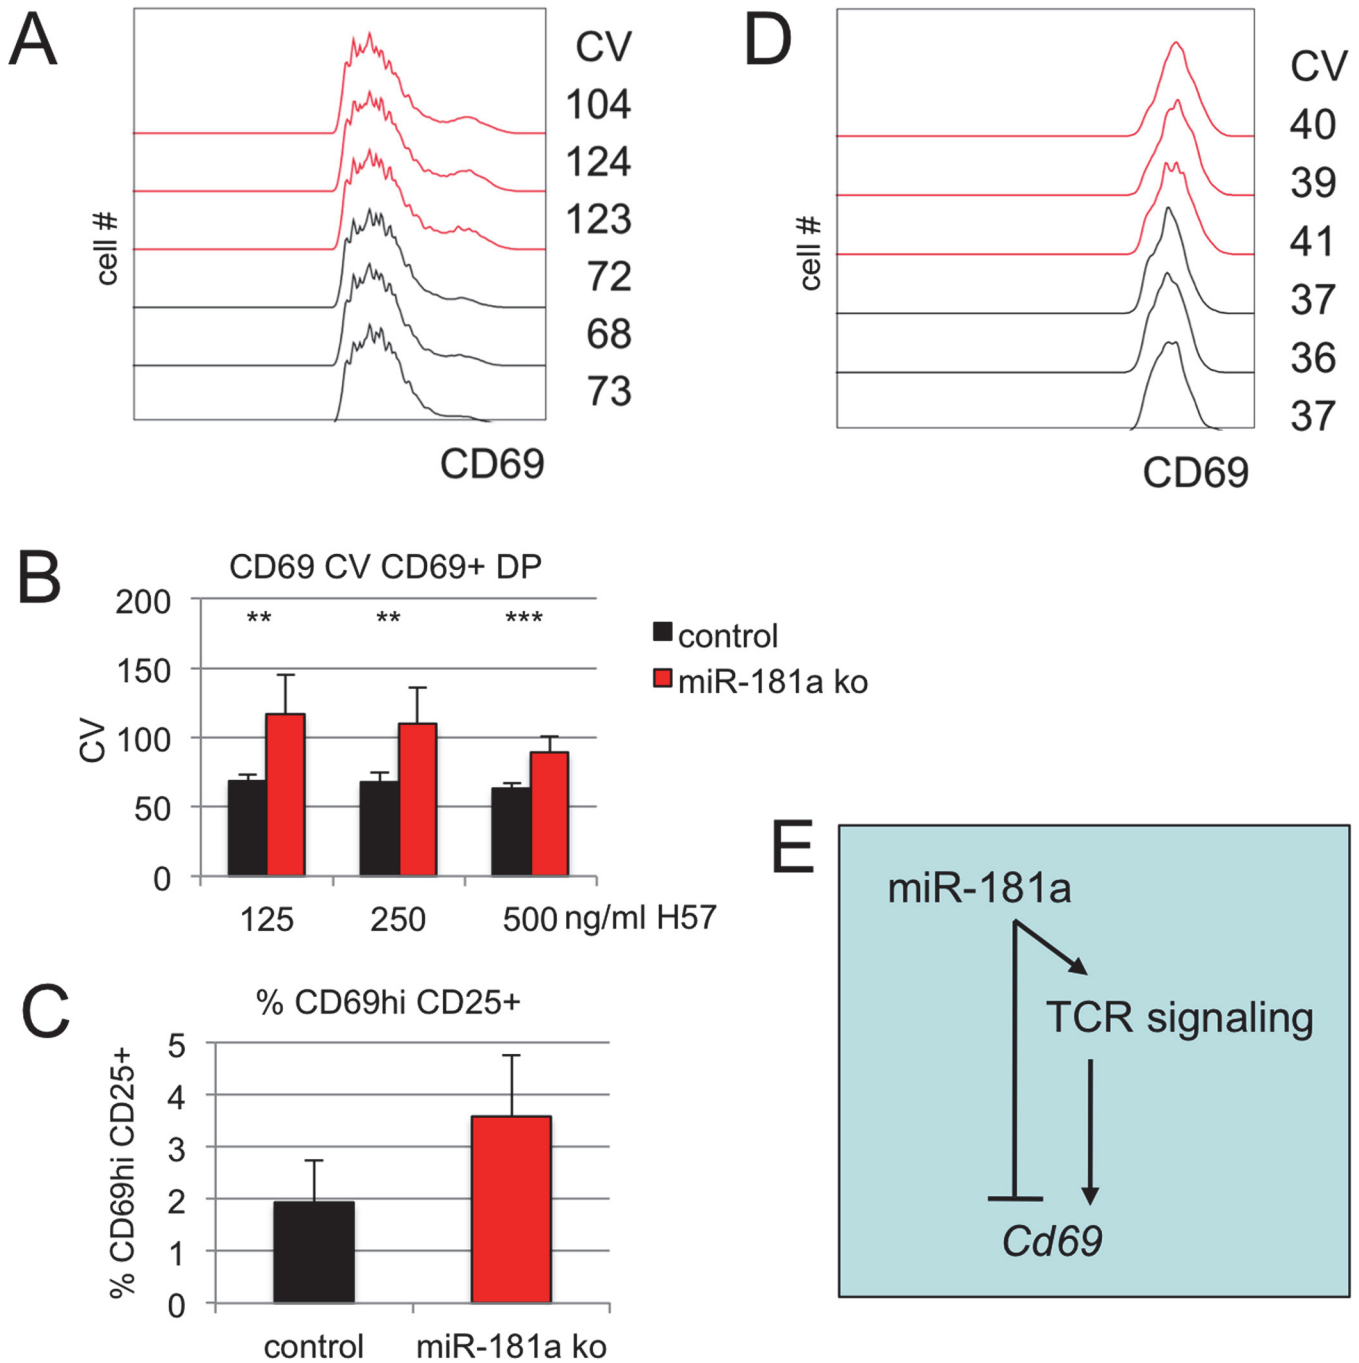 A
CV
104
124
123
72
68
73
cell #
CD69
D
CV
40
39
41
37
36
37
cell #
CD69
B
CD69 CV CD69+ DP
200
150
100
50
0
CV
** ** ***
control
miR-181a ko
125 250 500 ng/ml H57
C
% CD69hi CD25+
5
4
3
2
1
0
% CD69hi CD25+
control miR-181a ko
E
miR-181a
TCR signaling
Cd69